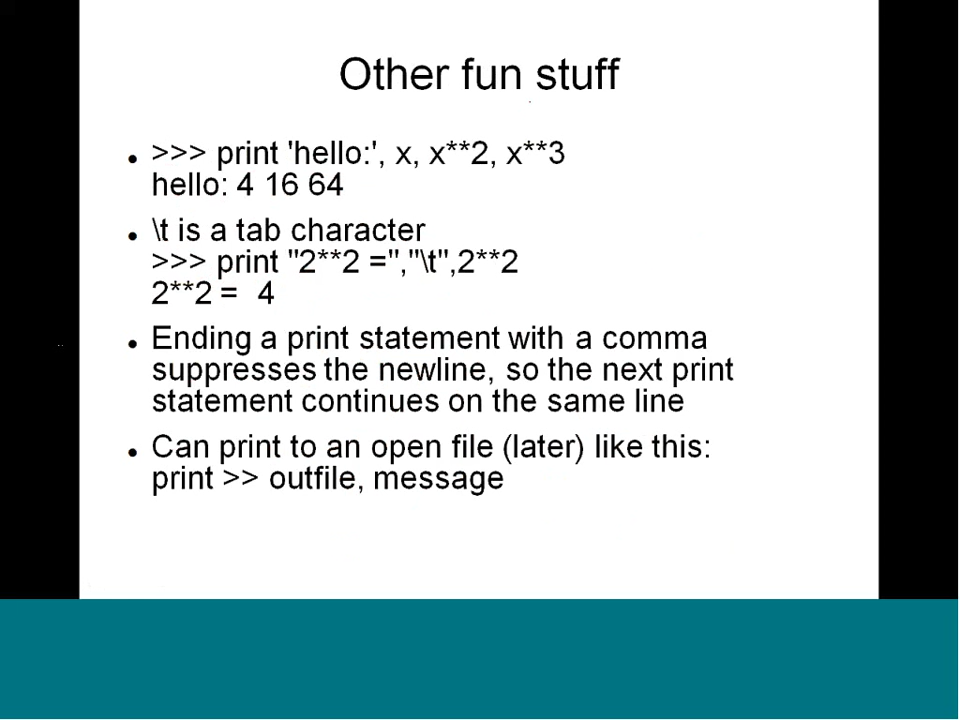 Other fun stuff
• >>> print 'hello:', x, x**2, x**3
hello: 4 16 64
• \t is a tab character
>>> print "2**2 =","\t",2**2
2**2 =  4
• Ending a print statement with a comma
suppresses the newline, so the next print
statement continues on the same line
• Can print to an open file (later) like this:
print >> outfile, message